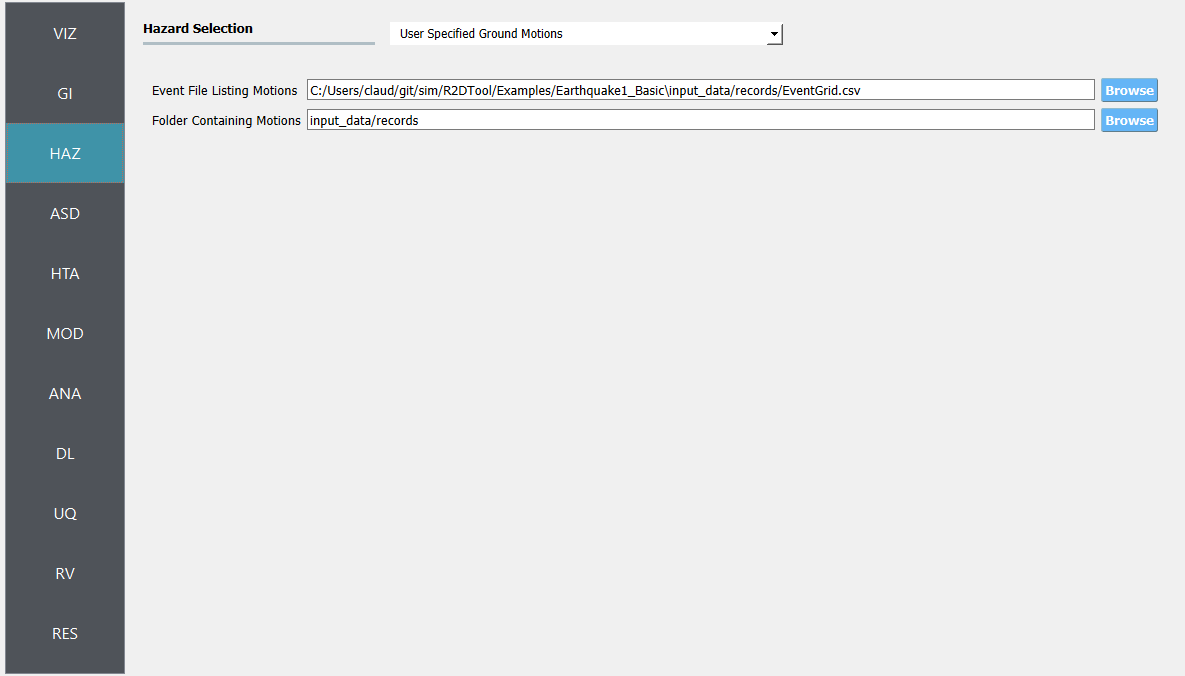 VIZ
GI
HAZ
ASD
HTA
MOD
ANA
DL
UQ
RV
RES
Hazard Selection
User Specified Ground Motions
Event File Listing Motions C:/Users/claud/git/sim/R2DTool/Examples/Earthquake1_Basic\input_data/records/EventGrid.csv Browse
Folder Containing Motions input_data/records Browse